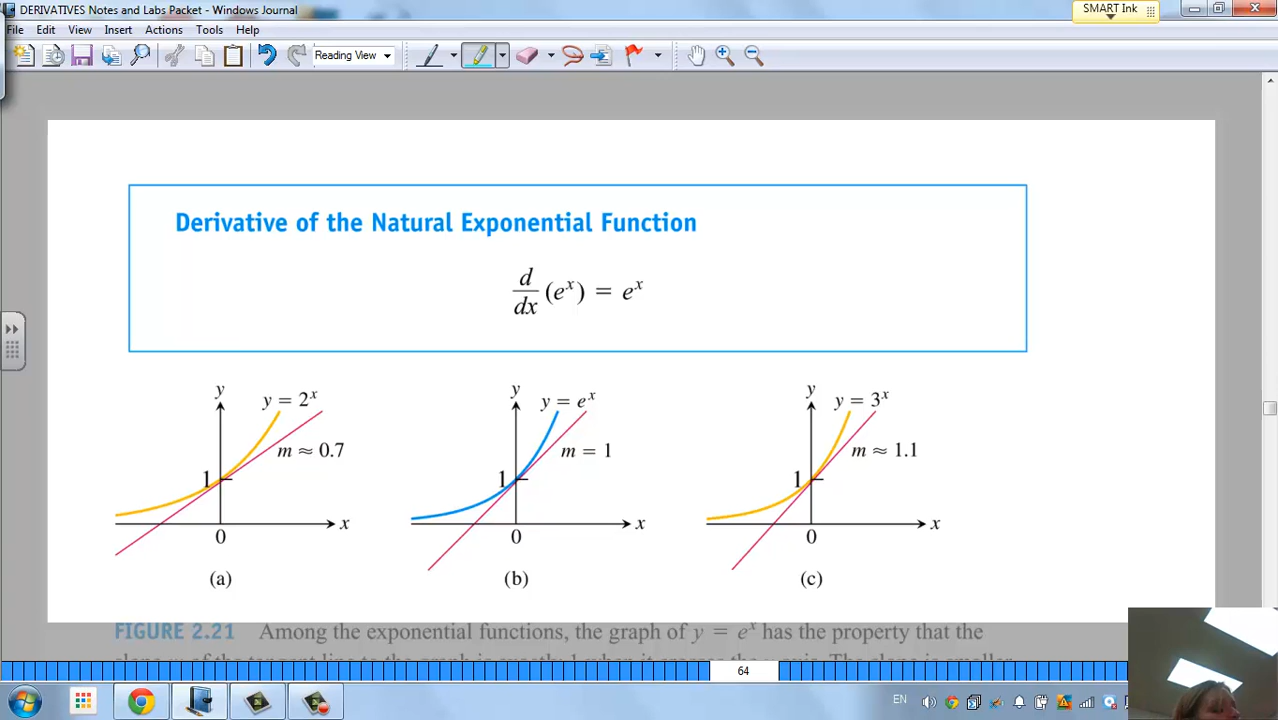 DERIVATIVES Notes and Labs Packet - Windows Journal
SMART Ink
File Edit View Insert Actions Tools Help
Reading View
Derivative of the Natural Exponential Function
d/dx (e^x) = e^x
y y = 2^x
m ≈ 0.7
1
x
0
(a)
y y = e^x
m = 1
1
x
0
(b)
y y = 3^x
m ≈ 1.1
1
x
0
(c)
FIGURE 2.21 Among the exponential functions, the graph of y = e^x has the property that the
64
EN